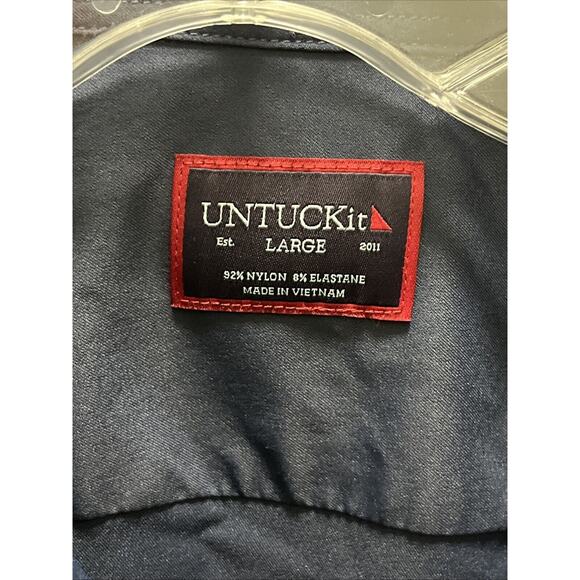 UNTUCKit
Est. LARGE 2011
92% NYLON 8% ELASTANE
MADE IN VIETNAM